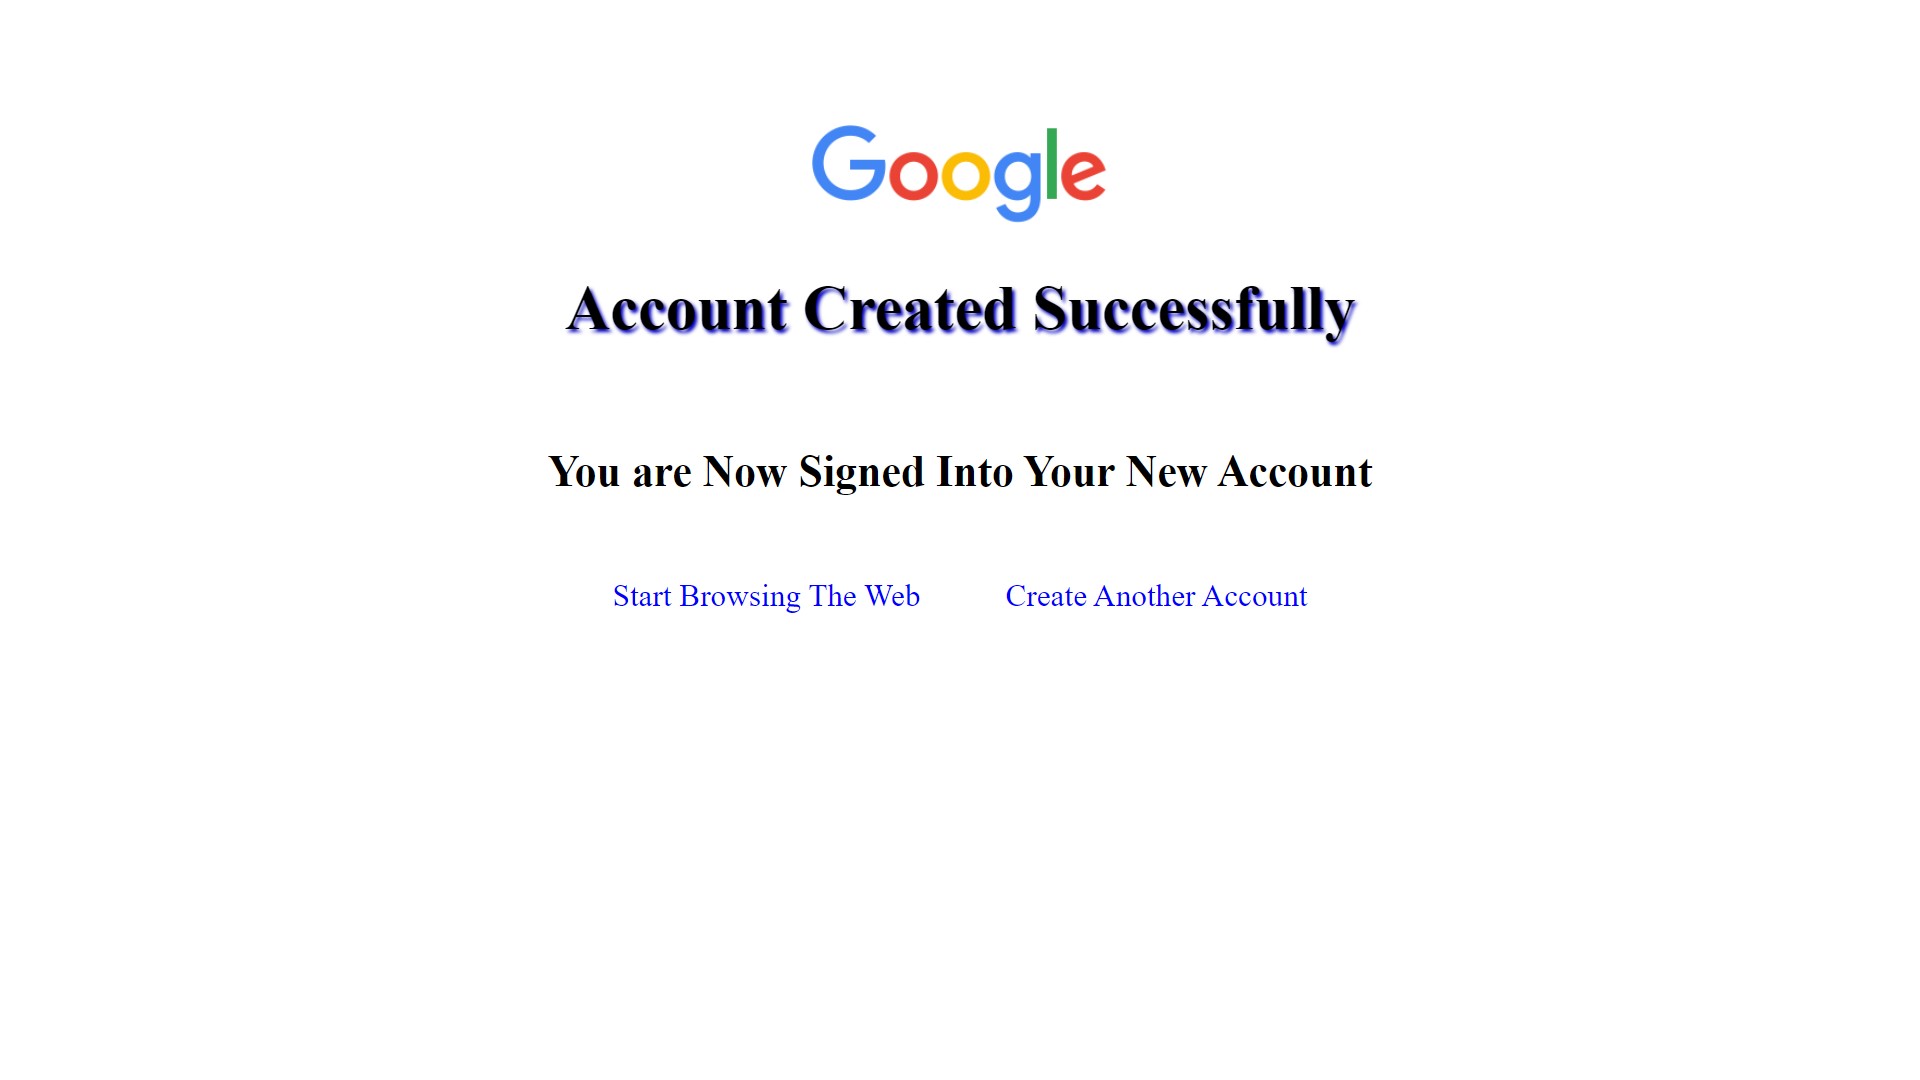 Google
Account Created Successfully
You are Now Signed Into Your New Account
Start Browsing The Web
Create Another Account